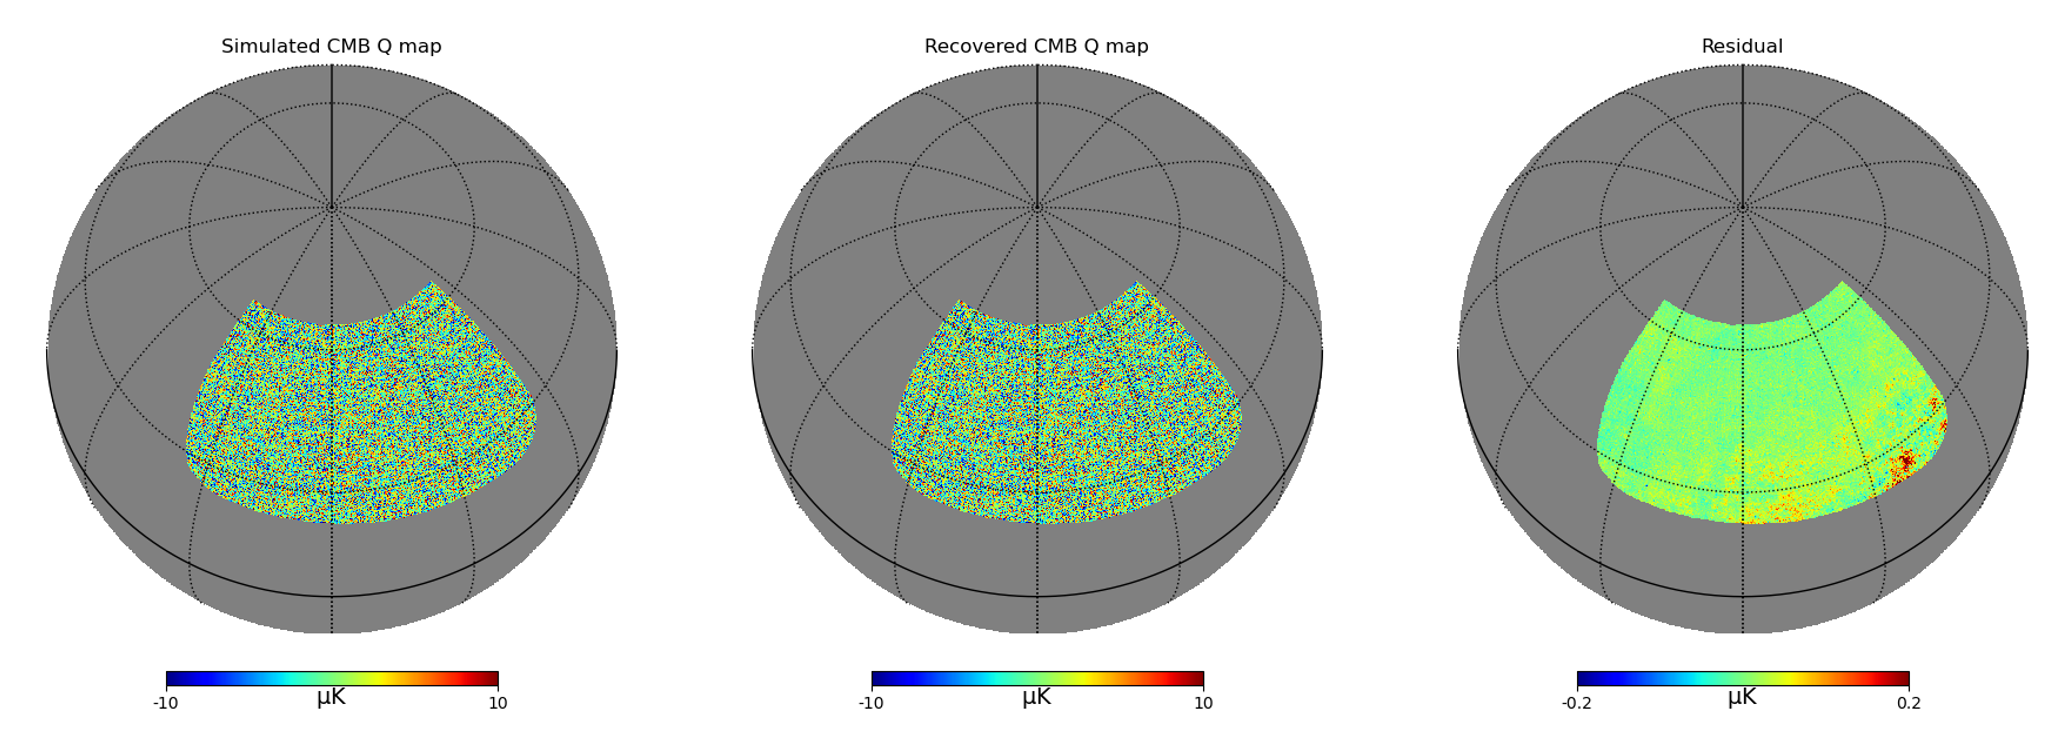 Simulated CMB Q map
Recovered CMB Q map
Residual
-10
μK
10
-10
μK
10
-0.2
μK
0.2